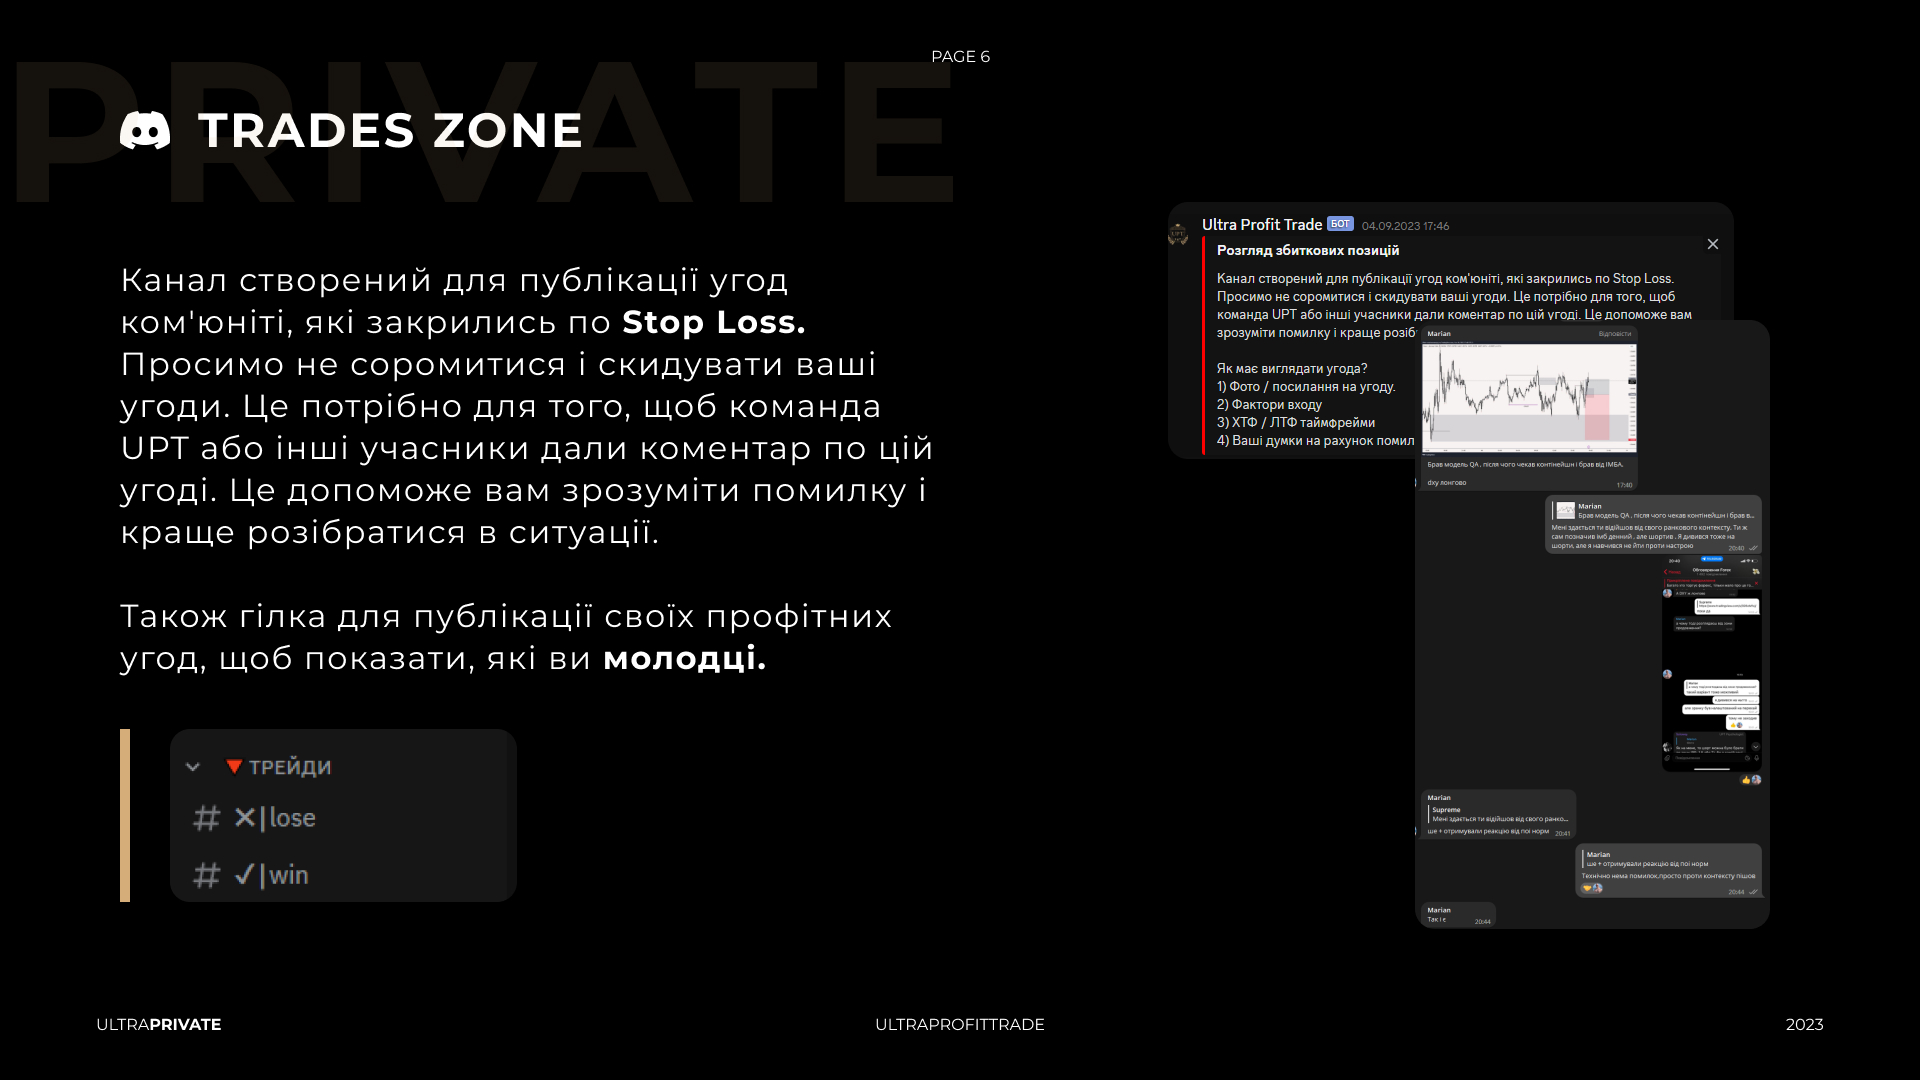 PAGE 6
PRIVATE
TRADES ZONE
Канал створений для публікації угод
ком'юніті, які закрились по Stop Loss.
Просимо не соромитися і скидувати ваші
угоди. Це потрібно для того, щоб команда
UPT або інші учасники дали коментар по цій
угоді. Це допоможе вам зрозуміти помилку і
краще розібратися в ситуації.
Також гілка для публікації своїх профітних
угод, щоб показати, які ви молодці.
ТРЕЙДИ
# ✕|lose
# ✓|win
Ultra Profit Trade БОТ 04.09.2023 17:46
Розгляд збиткових позицій
Канал створений для публікації угод ком'юніті, які закрились по Stop Loss.
Просимо не соромитися і скидувати ваші угоди. Це потрібно для того, щоб
команда UPT або інші учасники дали коментар по цій угоді. Це допоможе вам
зрозуміти помилку і краще розіб
Як має виглядати угода?
1) Фото / посилання на угоду.
2) Фактори входу
3) ХТФ / ЛТФ таймфрейми
4) Ваші думки на рахунок помил
Marian Відповісти
Брав модель QA , після чого чекав контінейшн і брав від ІМБА.
dxy лонгово
17:40
Marian
Брав модель QA , після чого чекав контінейшн і брав в...
Мені здається ти відійшов від свого ранкового контексту. Ти ж
сам позначив імб денний , але шортив . Я дивився тоже на
шорти, але я навчився не йти проти настрою
20:40
Marian
Supreme
Мені здається ти відійшов від свого ранко...
ше + отримували реакцію від поі норм 20:41
Marian
ше + отримували реакцію від поі норм
Технічно нема помилок,просто проти контексту пішов
20:44
Marian
Так і є 20:44
ULTRAPRIVATE
ULTRAPROFITTRADE
2023